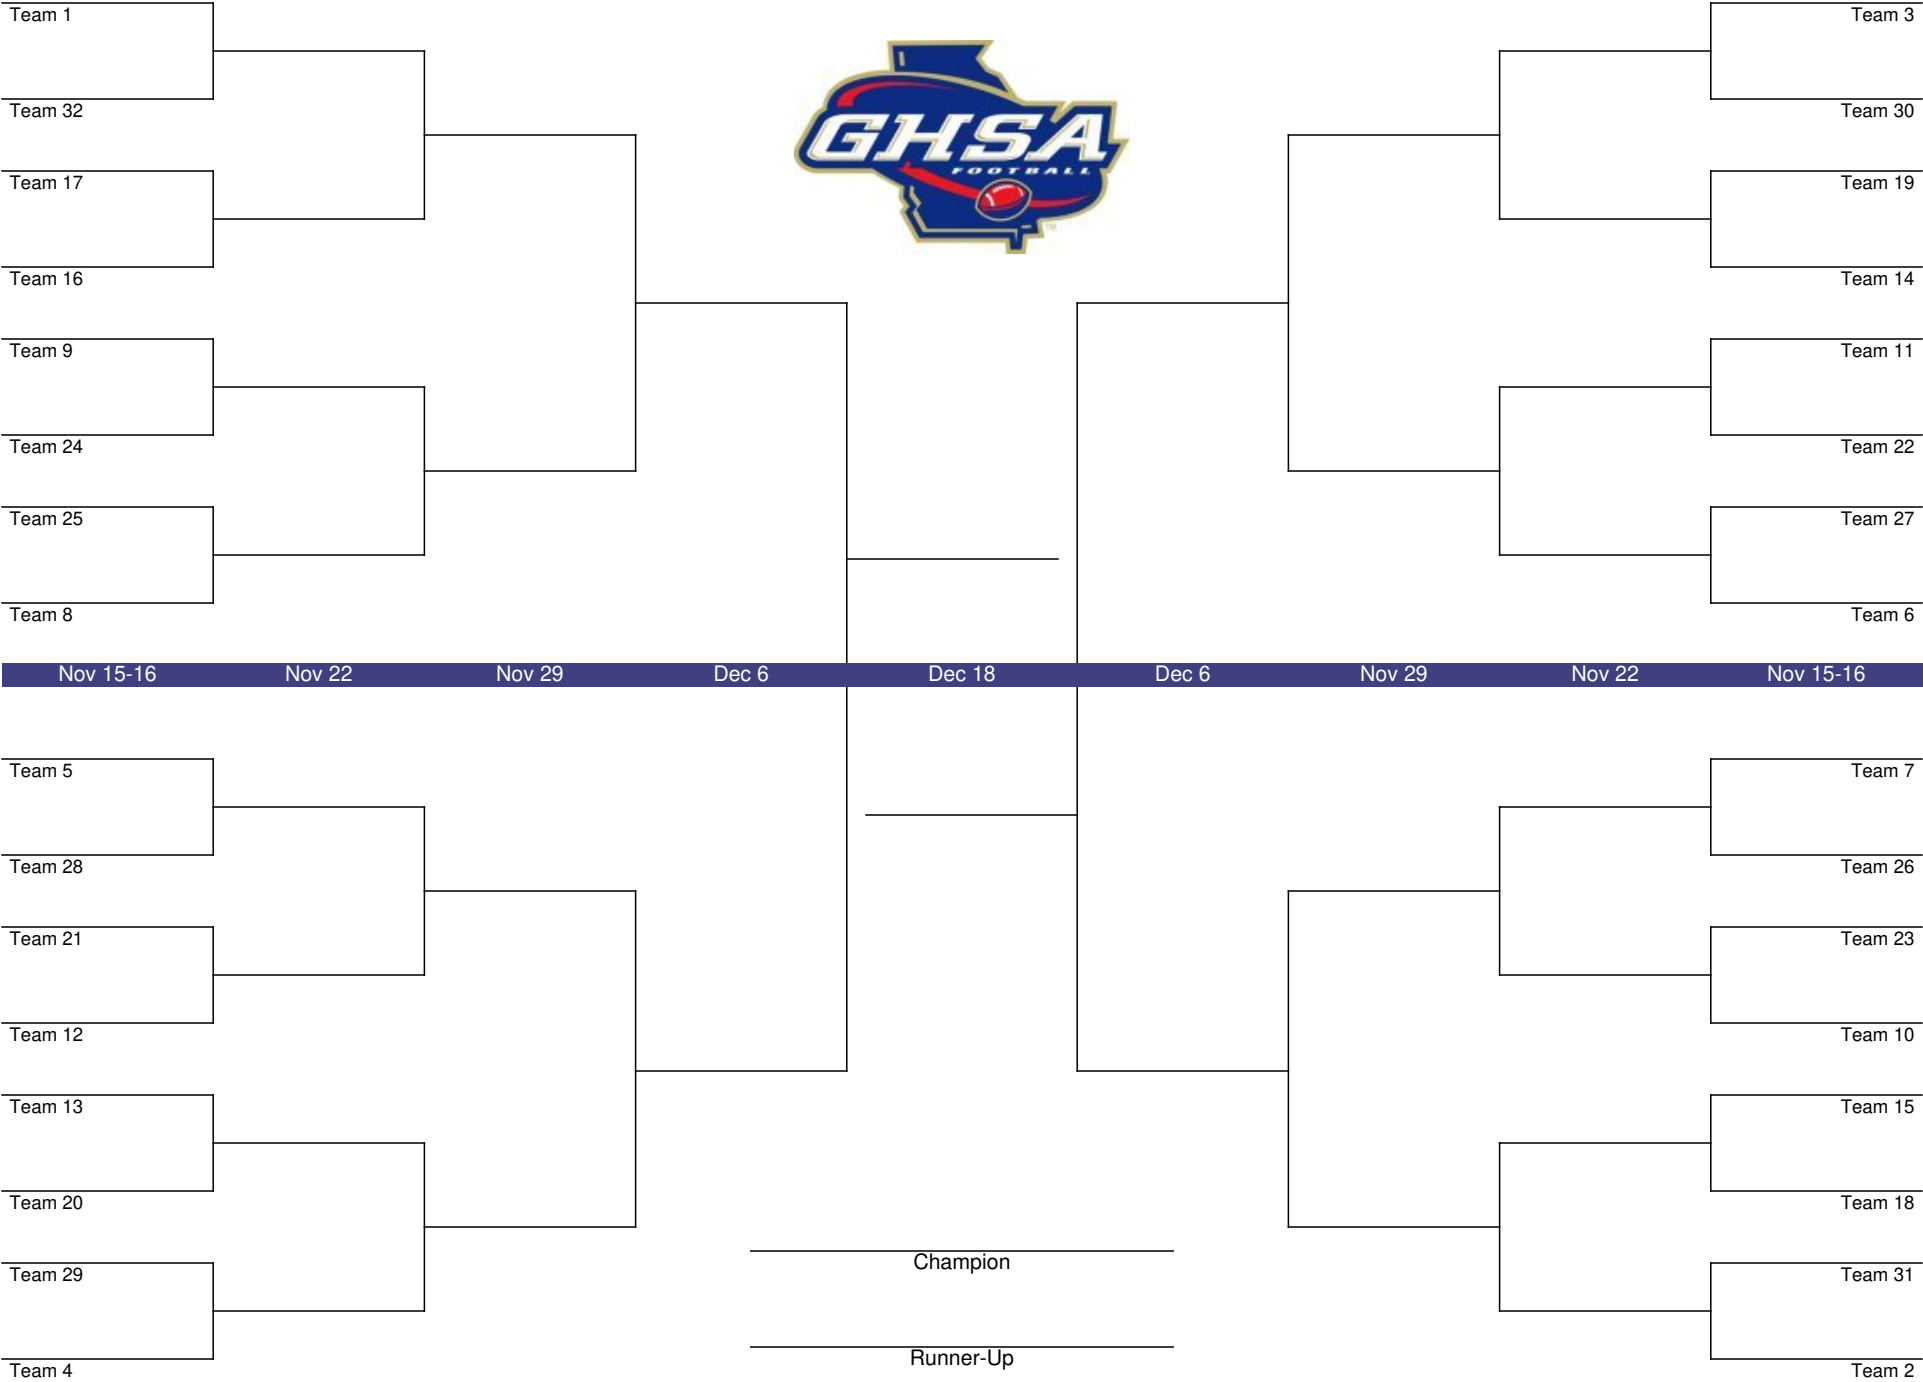 Team 1
Team 3
Team 32
Team 30
GHSA
FOOTBALL
TM
Team 17
Team 19
Team 16
Team 14
Team 9
Team 11
Team 24
Team 22
Team 25
Team 27
Team 8
Team 6
Nov 15-16 Nov 22 Nov 29 Dec 6 Dec 18 Dec 6 Nov 29 Nov 22 Nov 15-16
Team 5
Team 7
Team 28
Team 26
Team 21
Team 23
Team 12
Team 10
Team 13
Team 15
Team 20
Team 18
Champion
Team 29
Team 31
Runner-Up
Team 4
Team 2